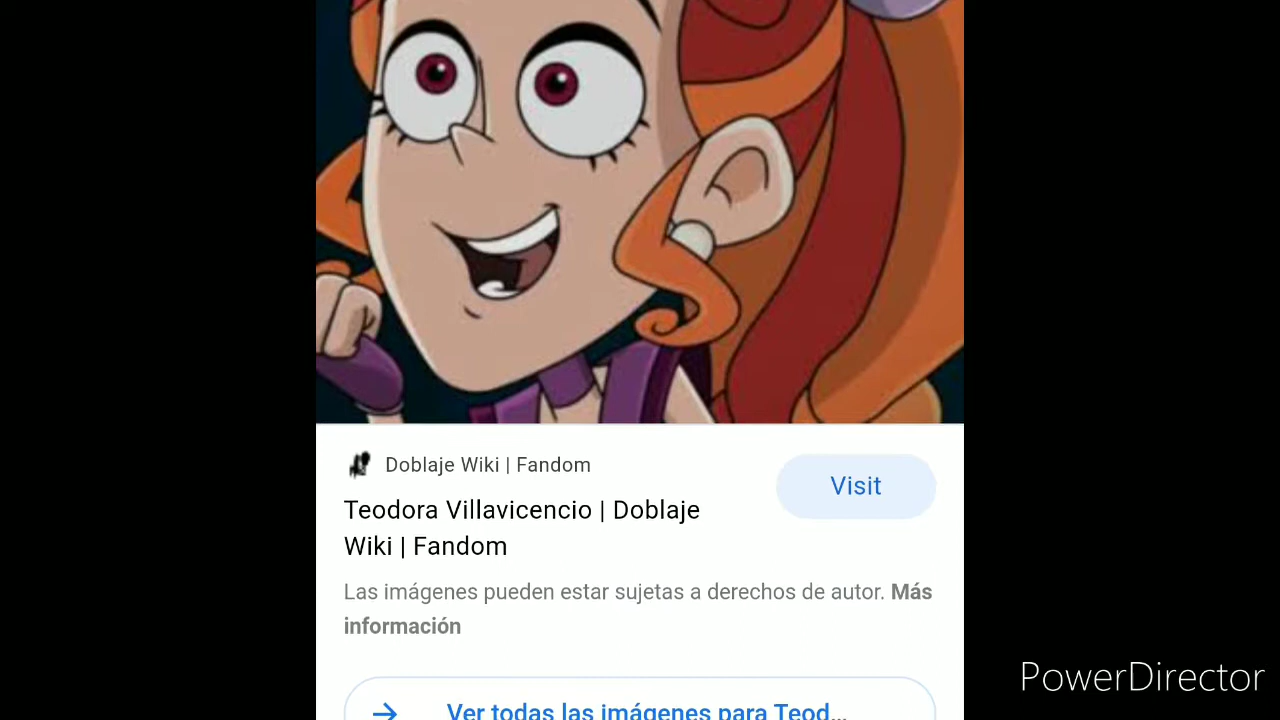 Doblaje Wiki | Fandom
Visit
Teodora Villavicencio | Doblaje
Wiki | Fandom
Las imágenes pueden estar sujetas a derechos de autor. Más
información
Ver todas las imágenes para Teod...
PowerDirector